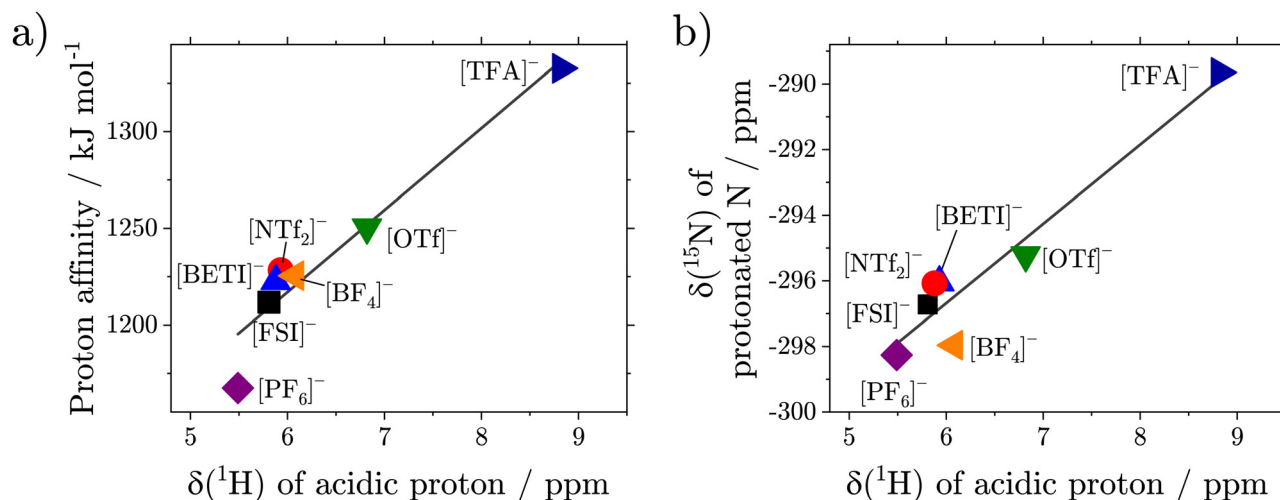 a)
Proton affinity / kJ mol⁻¹
1300
1250
1200
[TFA]⁻
[NTf₂]⁻
[OTf]⁻
[BETI]⁻
[BF₄]⁻
[FSI]⁻
[PF₆]⁻
5 6 7 8 9
δ(¹H) of acidic proton / ppm
b)
δ(¹⁵N) of
protonated N / ppm
-290
-292
-294
-296
-298
-300
[TFA]⁻
[BETI]⁻
[NTf₂]⁻
[OTf]⁻
[FSI]⁻
[BF₄]⁻
[PF₆]⁻
5 6 7 8 9
δ(¹H) of acidic proton / ppm